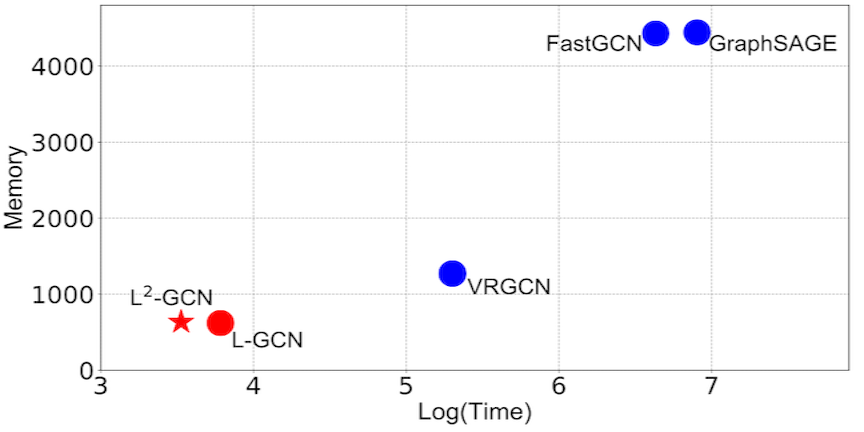 FastGCN
GraphSAGE
4000
3000
2000
1000
0
Memory
VRGCN
L²-GCN
L-GCN
3
4
5
6
7
Log(Time)